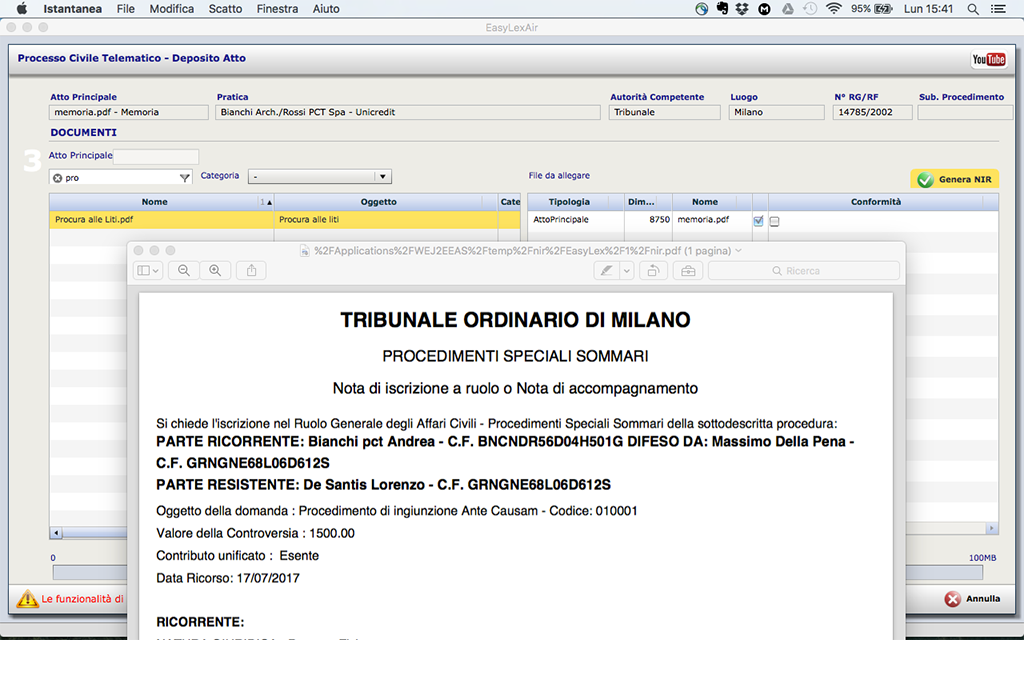 Istantanea File Modifica Scatto Finestra Aiuto 95% Lun 15:41
EasyLexAir
Processo Civile Telematico - Deposito Atto
YouTube
Atto Principale Pratica Autorità Competente Luogo N° RG/RF Sub. Procedimento
memoria.pdf - Memoria Bianchi Arch./Rossi PCT Spa - Unicredit Tribunale Milano 14785/2002
DOCUMENTI
3
Atto Principale
pro Categoria - File da allegare Genera NIR
Nome 1 Oggetto Cate Tipologia Dim... Nome Conformità
Procura alle Liti.pdf Procura alle liti AttoPrincipale 8750 memoria.pdf
%2FApplications%2FWEJ2EEAS%2Ftemp%2Fnir%2FEasyLex%2F1%2Fnir.pdf (1 pagina)
Ricerca
TRIBUNALE ORDINARIO DI MILANO
PROCEDIMENTI SPECIALI SOMMARI
Nota di iscrizione a ruolo o Nota di accompagnamento
Si chiede l'iscrizione nel Ruolo Generale degli Affari Civili - Procedimenti Speciali Sommari della sottodescritta procedura:
PARTE RICORRENTE: Bianchi pct Andrea - C.F. BNCNDR56D04H501G DIFESO DA: Massimo Della Pena -
C.F. GRNGNE68L06D612S
PARTE RESISTENTE: De Santis Lorenzo - C.F. GRNGNE68L06D612S
Oggetto della domanda : Procedimento di ingiunzione Ante Causam - Codice: 010001
Valore della Controversia : 1500.00
Contributo unificato : Esente
Data Ricorso: 17/07/2017
0 100MB
Le funzionalità di Annulla
RICORRENTE: